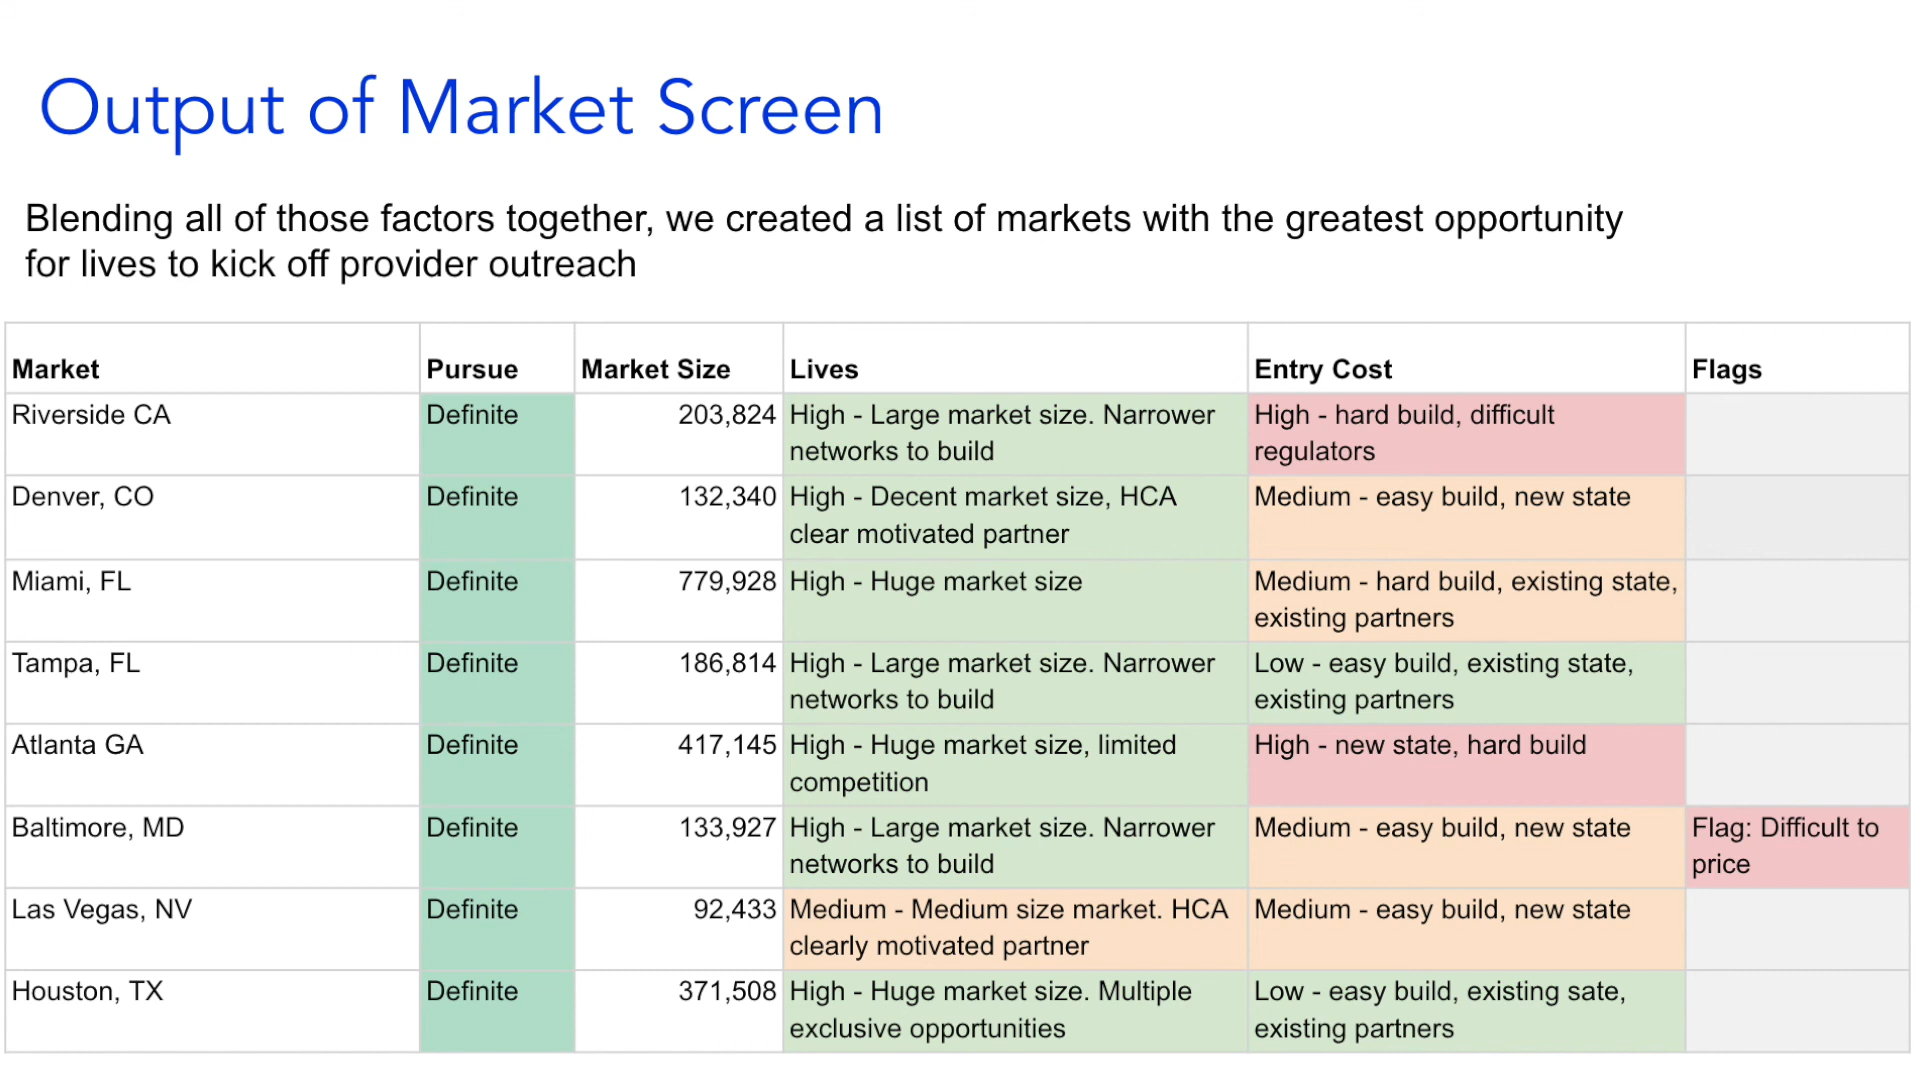 Output of Market Screen
Blending all of those factors together, we created a list of markets with the greatest opportunity
for lives to kick off provider outreach
Market Pursue Market Size Lives Entry Cost Flags
Riverside CA Definite 203,824 High - Large market size. Narrower High - hard build, difficult
networks to build regulators
Denver, CO Definite 132,340 High - Decent market size, HCA Medium - easy build, new state
clear motivated partner
Miami, FL Definite 779,928 High - Huge market size Medium - hard build, existing state,
existing partners
Tampa, FL Definite 186,814 High - Large market size. Narrower Low - easy build, existing state,
networks to build existing partners
Atlanta GA Definite 417,145 High - Huge market size, limited High - new state, hard build
competition
Baltimore, MD Definite 133,927 High - Large market size. Narrower Medium - easy build, new state Flag: Difficult to
networks to build price
Las Vegas, NV Definite 92,433 Medium - Medium size market. HCA Medium - easy build, new state
clearly motivated partner
Houston, TX Definite 371,508 High - Huge market size. Multiple Low - easy build, existing sate,
exclusive opportunities existing partners